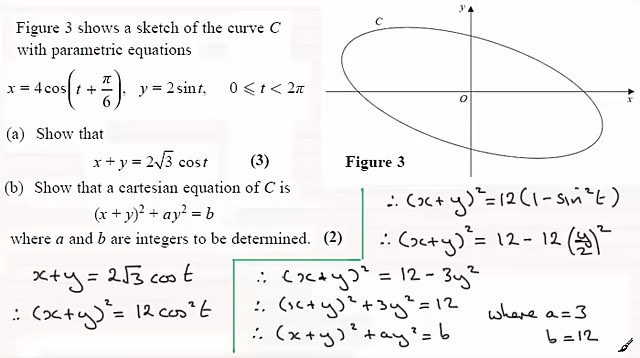 Figure 3 shows a sketch of the curve C
with parametric equations
x = 4cos(t + π/6), y = 2 sin t, 0 ⩽ t < 2π
(a) Show that
x + y = 2√3 cos t (3)
(b) Show that a cartesian equation of C is
(x + y)² + ay² = b
where a and b are integers to be determined. (2)
C
y
O
x
Figure 3
x + y = 2√3 cos t
∴ (x + y)² = 12 cos² t
∴ (x + y)² = 12(1 − sin² t)
∴ (x + y)² = 12 − 12(y/2)²
∴ (x + y)² = 12 − 3y²
∴ (x + y)² + 3y² = 12
∴ (x + y)² + ay² = b
where a = 3
b = 12